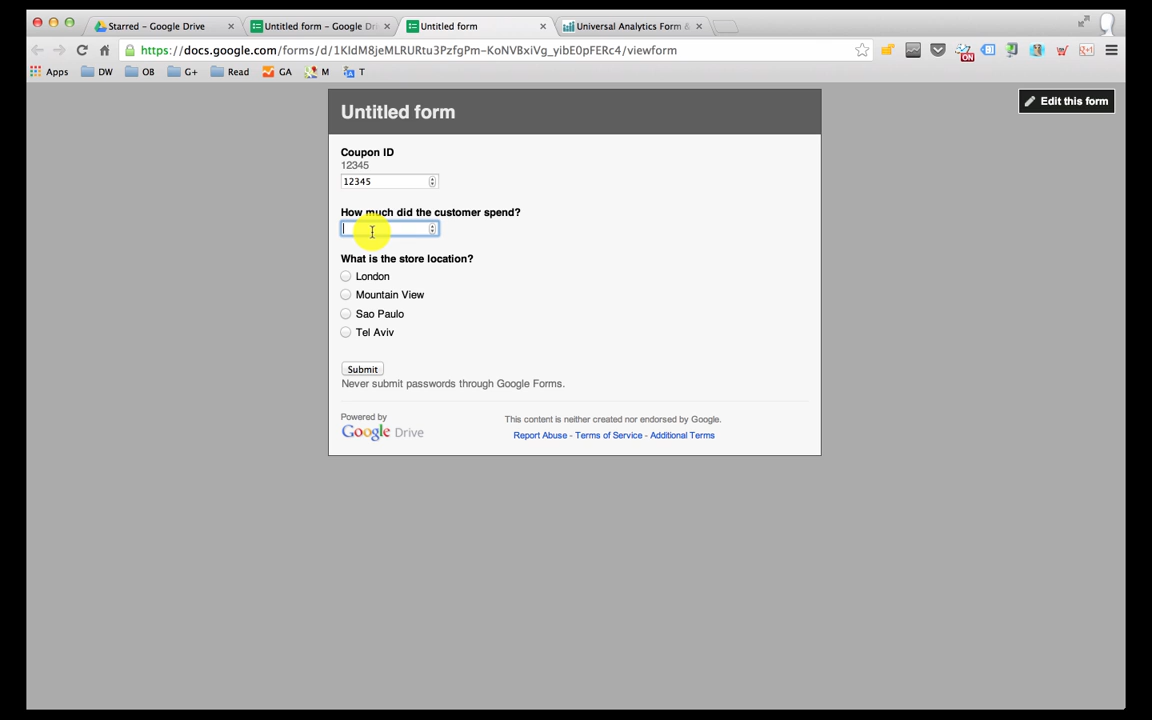 Starred – Google Drive
Untitled form – Google Dri
Untitled form
Universal Analytics Form &
https://docs.google.com/forms/d/1KIdM8jeMLRURtu3PzfgPm-KoNVBxiVg_yibE0pFERc4/viewform
Apps DW OB G+ Read GA M T
ON
Edit this form
Untitled form
Coupon ID
12345
12345
How much did the customer spend?
What is the store location?
London
Mountain View
Sao Paulo
Tel Aviv
Submit
Never submit passwords through Google Forms.
Powered by
Google Drive
This content is neither created nor endorsed by Google.
Report Abuse - Terms of Service - Additional Terms